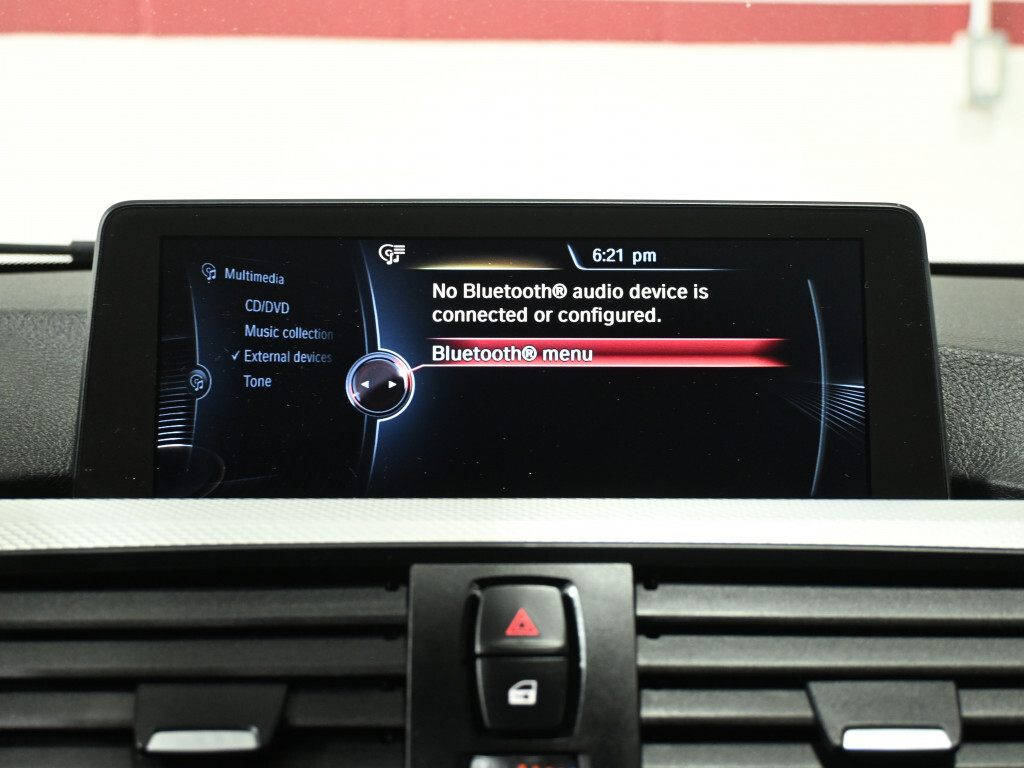 6:21 pm
Multimedia
CD/DVD
Music collection
External devices
Tone
No Bluetooth® audio device is
connected or configured.
Bluetooth® menu